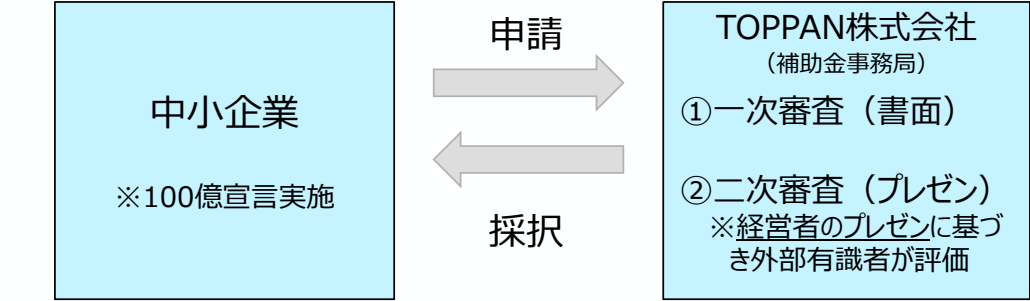 中小企業
※100億宣言実施
申請
採択
TOPPAN株式会社
（補助金事務局）
①一次審査（書面）
②二次審査（プレゼン）
※経営者のプレゼンに基づ
き外部有識者が評価